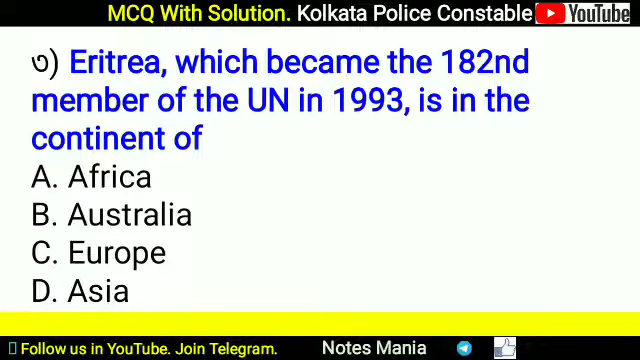 MCQ With Solution. Kolkata Police Constable YouTube
৩) Eritrea, which became the 182nd
member of the UN in 1993, is in the
continent of
A. Africa
B. Australia
C. Europe
D. Asia
Follow us in YouTube. Join Telegram. Notes Mania